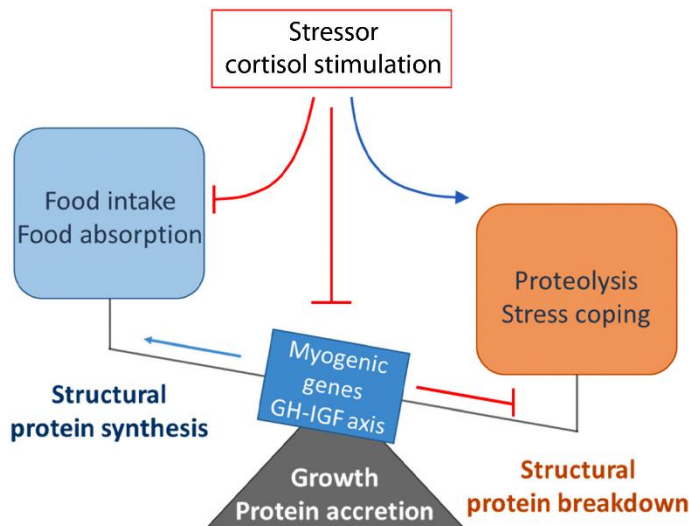 Stressor
cortisol stimulation
Food intake
Food absorption
Proteolysis
Stress coping
Myogenic
genes
GH-IGF axis
Structural
protein synthesis
Growth
Protein accretion
Structural
protein breakdown